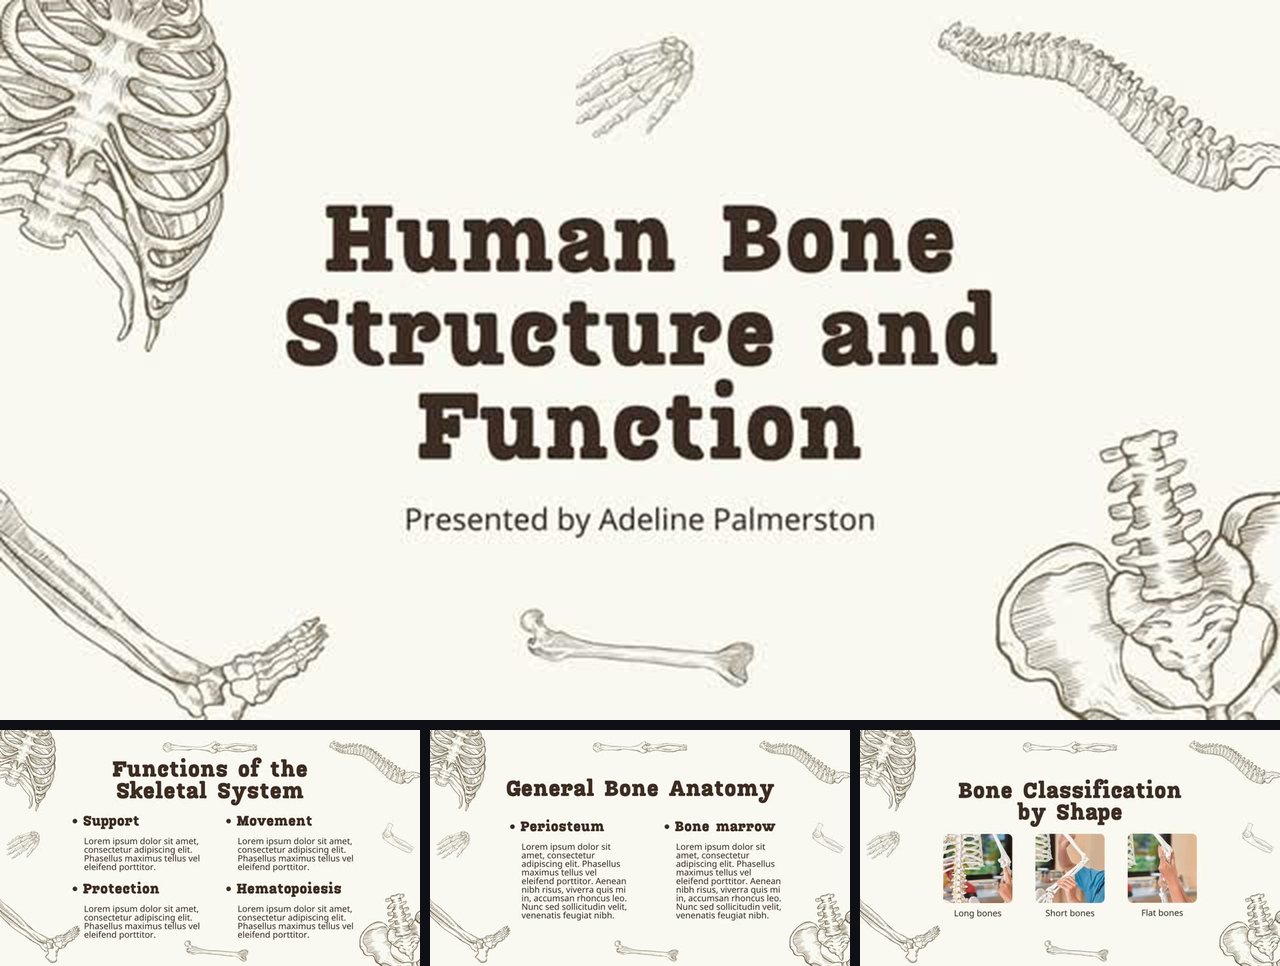 Human Bone
Structure and
Function
Presented by Adeline Palmerston
Functions of the
Skeletal System
• Support
Lorem ipsum dolor sit amet,
consectetur adipiscing elit.
Phasellus maximus tellus vel
eleifend porttitor.
• Movement
Lorem ipsum dolor sit amet,
consectetur adipiscing elit.
Phasellus maximus tellus vel
eleifend porttitor.
• Protection
Lorem ipsum dolor sit amet,
consectetur adipiscing elit.
Phasellus maximus tellus vel
eleifend porttitor.
• Hematopoiesis
Lorem ipsum dolor sit amet,
consectetur adipiscing elit.
Phasellus maximus tellus vel
eleifend porttitor.
General Bone Anatomy
• Periosteum
Lorem ipsum dolor sit
amet, consectetur
adipiscing elit. Phasellus
maximus tellus vel
eleifend porttitor. Aenean
nibh risus, viverra quis mi
in, accumsan rhoncus leo.
Nunc sed sollicitudin velit,
venenatis feugiat nibh.
• Bone marrow
Lorem ipsum dolor sit
amet, consectetur
adipiscing elit. Phasellus
maximus tellus vel
eleifend porttitor. Aenean
nibh risus, viverra quis mi
in, accumsan rhoncus leo.
Nunc sed sollicitudin velit,
venenatis feugiat nibh.
Bone Classification
by Shape
Long bones
Short bones
Flat bones